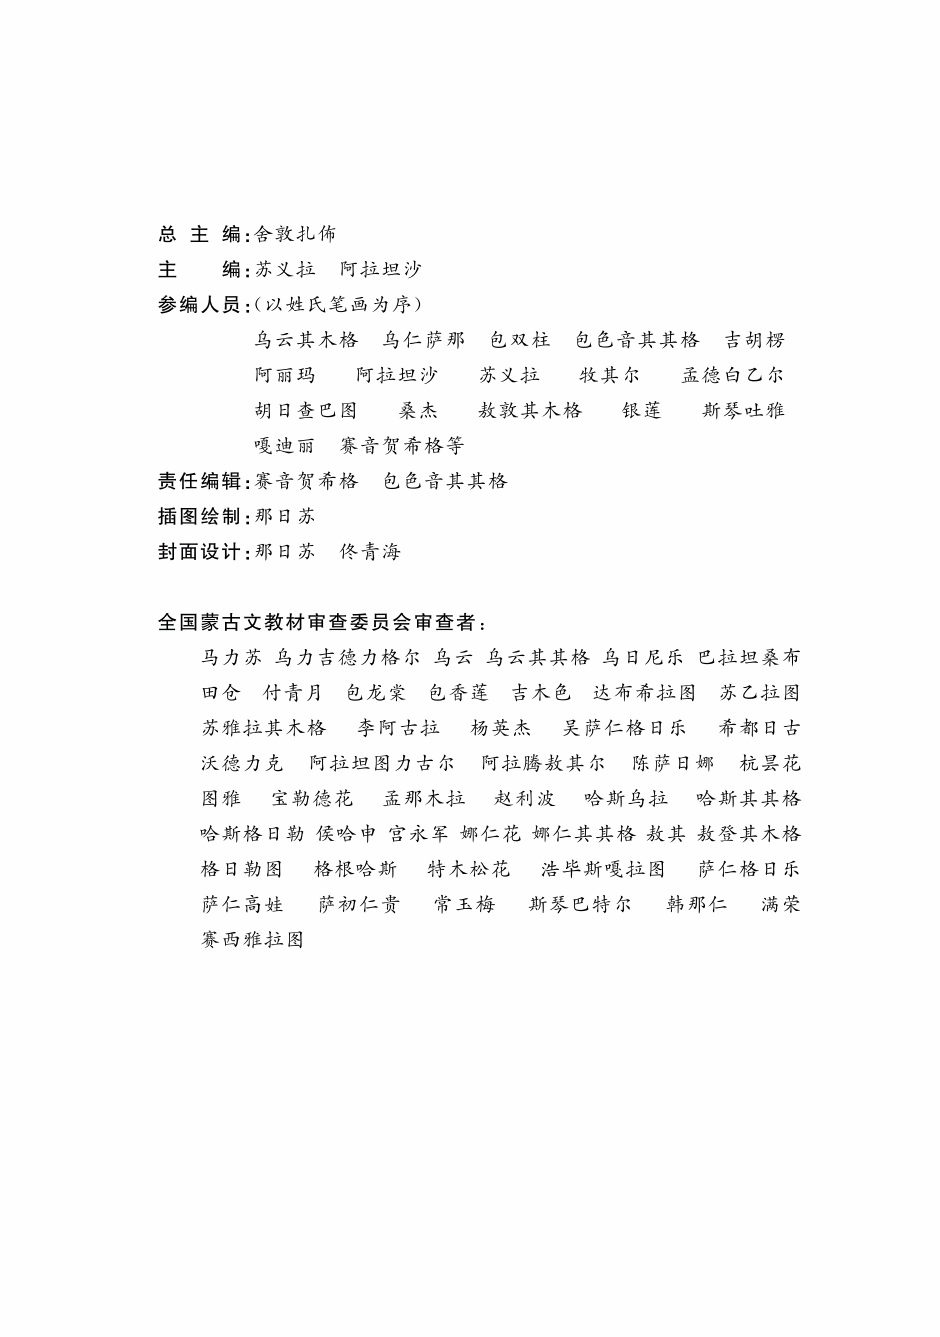 总 主 编:舍敦扎佈
主　　编:苏义拉　阿拉坦沙
参编人员:(以姓氏笔画为序)
乌云其木格　乌仁萨那　包双柱　包色音其其格　吉胡楞
阿丽玛　阿拉坦沙　苏义拉　牧其尔　孟德白乙尔
胡日查巴图　桑杰　敖敦其木格　银莲　斯琴吐雅
嘎迪丽　赛音贺希格等
责任编辑:赛音贺希格　包色音其其格
插图绘制:那日苏
封面设计:那日苏　佟青海
全国蒙古文教材审查委员会审查者:
马力苏 乌力吉德力格尔 乌云 乌云其其格 乌日尼乐 巴拉坦桑布
田仓　付青月　包龙棠　包香莲　吉木色　达布希拉图　苏乙拉图
苏雅拉其木格　李阿古拉　杨英杰　吴萨仁格日乐　希都日古
沃德力克　阿拉坦图力古尔　阿拉腾敖其尔　陈萨日娜　杭昙花
图雅　宝勒德花　孟那木拉　赵利波　哈斯乌拉　哈斯其其格
哈斯格日勒 侯哈申 宫永军 娜仁花 娜仁其其格 敖其 敖登其木格
格日勒图　格根哈斯　特木松花　浩毕斯嘎拉图　萨仁格日乐
萨仁高娃　萨初仁贵　常玉梅　斯琴巴特尔　韩那仁　满荣
赛西雅拉图